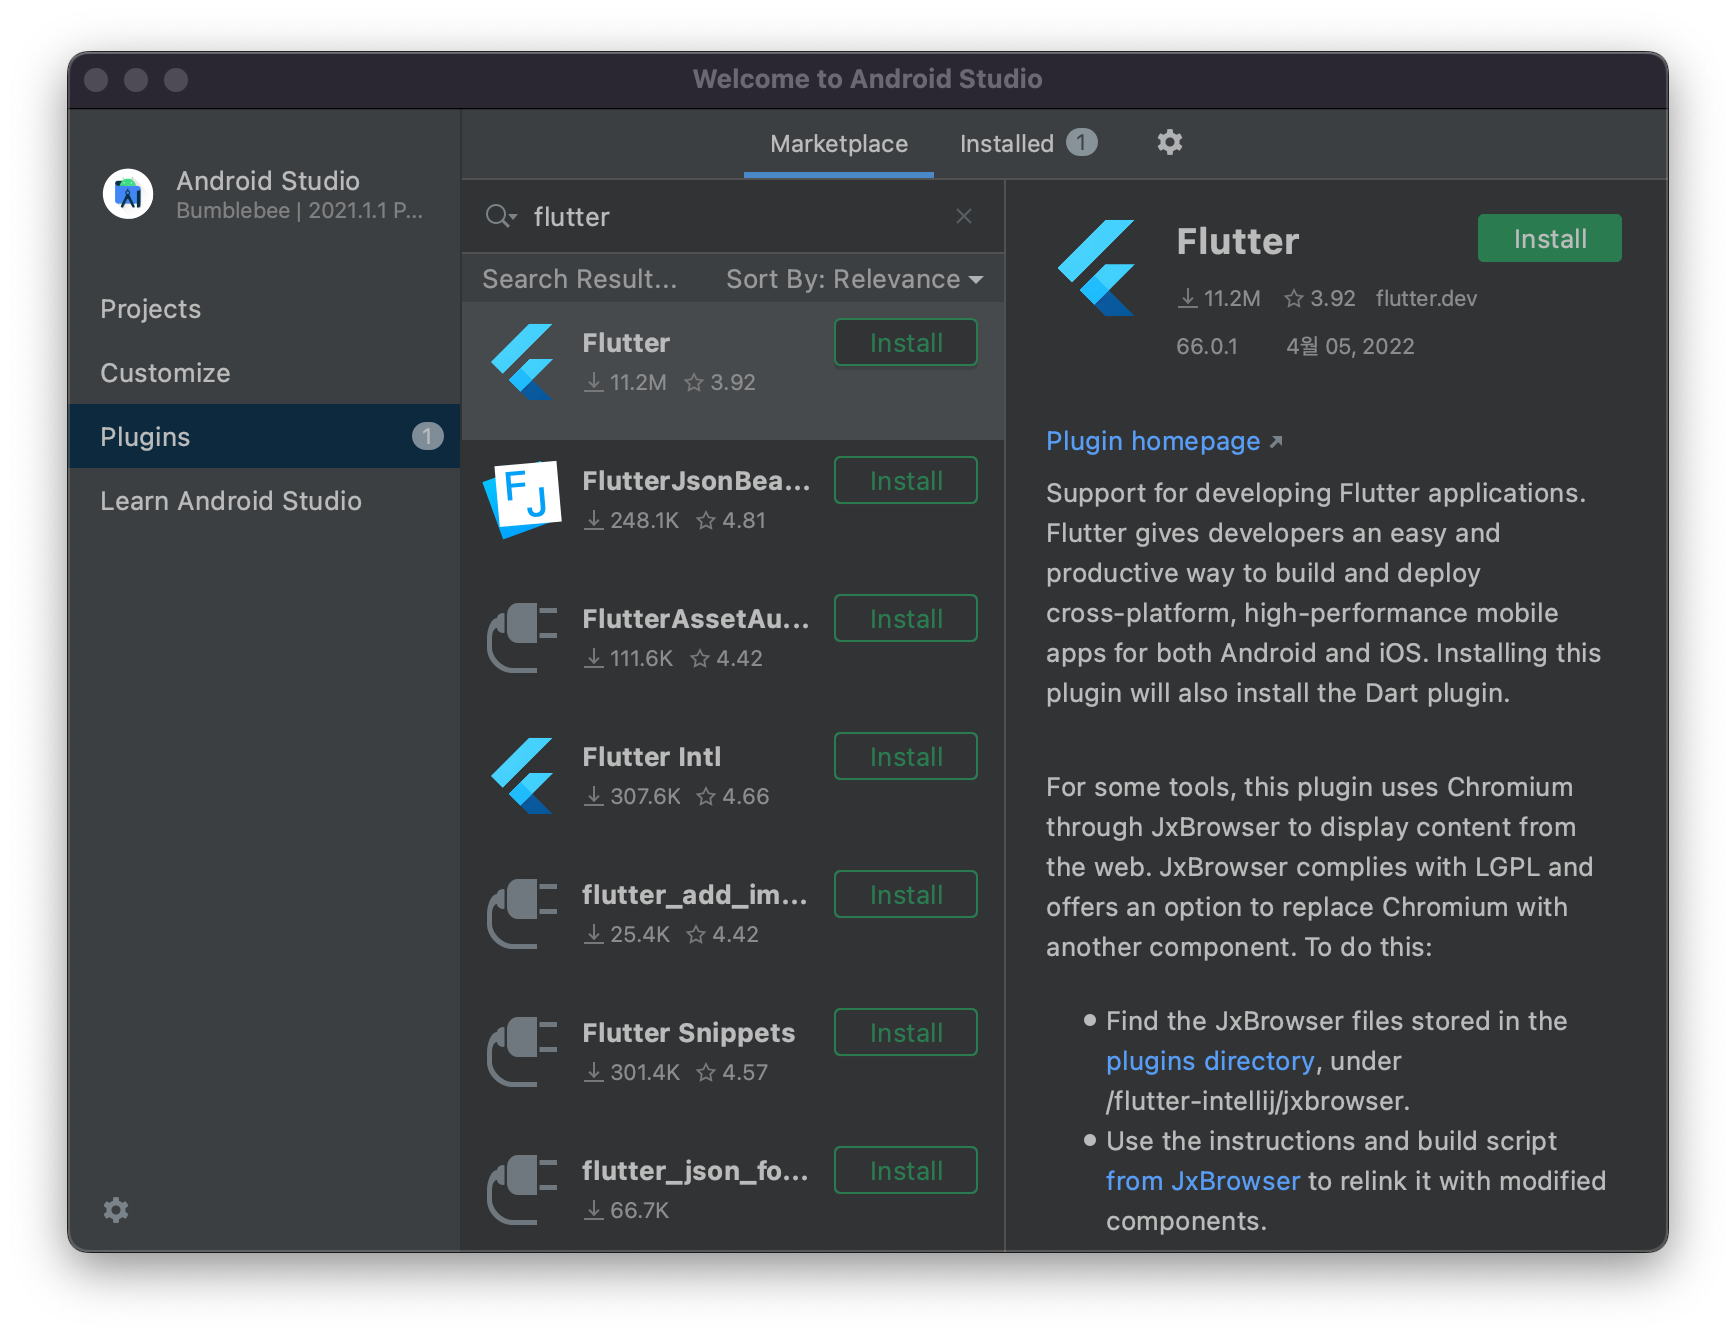 Welcome to Android Studio
Android Studio
Bumblebee | 2021.1.1 P...
Projects
Customize
Plugins 1
Learn Android Studio
Marketplace Installed 1
flutter
Search Result... Sort By: Relevance
Flutter Install
11.2M 3.92
FlutterJsonBea... Install
248.1K 4.81
FlutterAssetAu... Install
111.6K 4.42
Flutter Intl Install
307.6K 4.66
flutter_add_im... Install
25.4K 4.42
Flutter Snippets Install
301.4K 4.57
flutter_json_fo... Install
66.7K
Flutter Install
11.2M 3.92 flutter.dev
66.0.1 4월 05, 2022
Plugin homepage
Support for developing Flutter applications.
Flutter gives developers an easy and
productive way to build and deploy
cross-platform, high-performance mobile
apps for both Android and iOS. Installing this
plugin will also install the Dart plugin.
For some tools, this plugin uses Chromium
through JxBrowser to display content from
the web. JxBrowser complies with LGPL and
offers an option to replace Chromium with
another component. To do this:
Find the JxBrowser files stored in the
plugins directory, under
/flutter-intellij/jxbrowser.
Use the instructions and build script
from JxBrowser to relink it with modified
components.